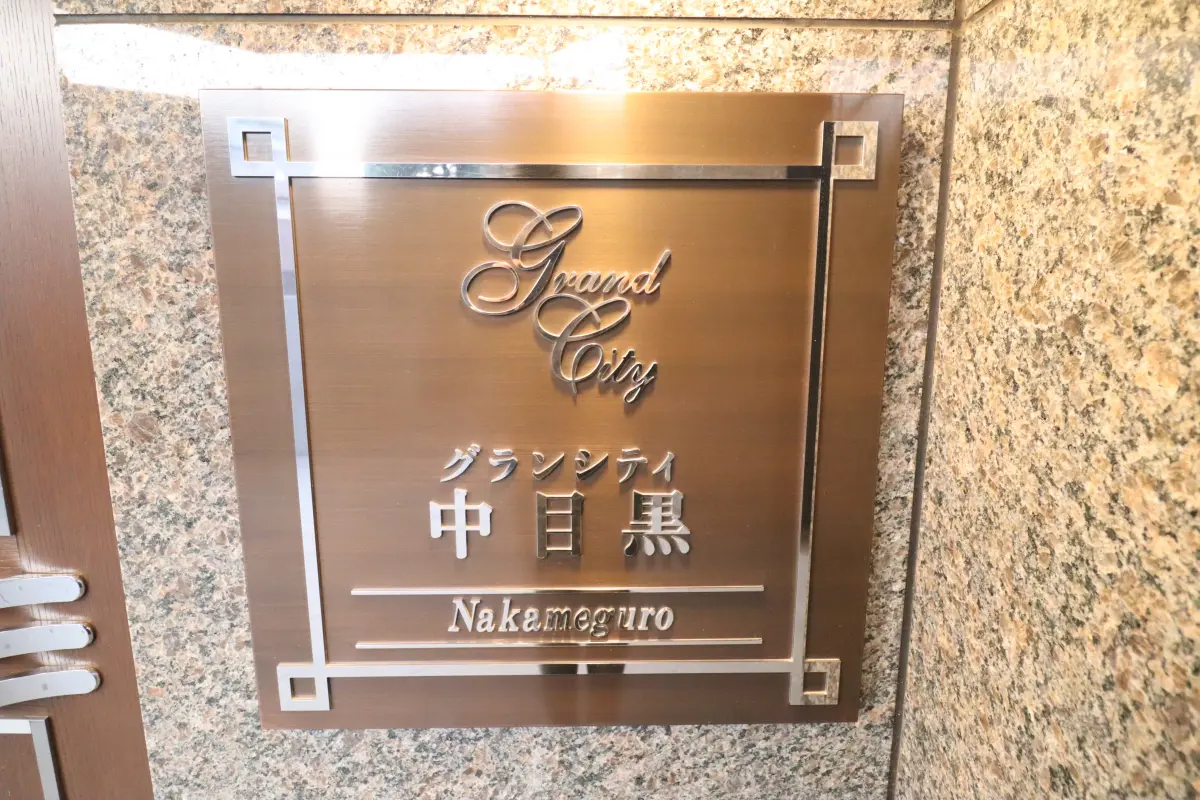 Grand
City
グランシティ
中目黒
Nakameguro